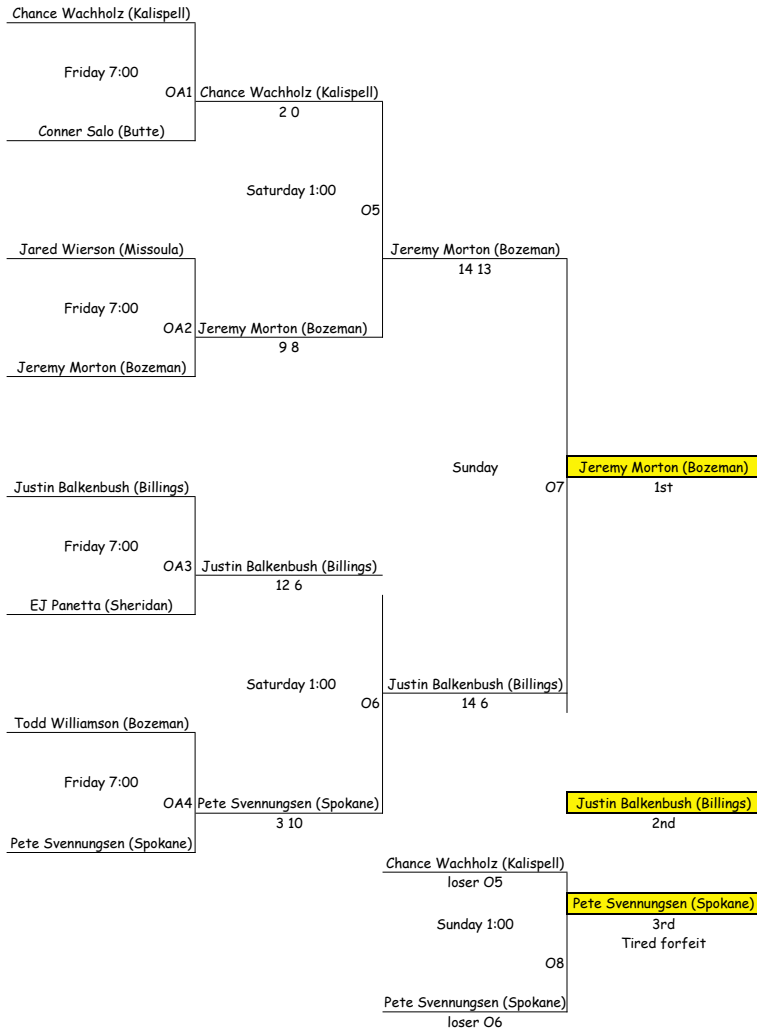 Chance Wachholz (Kalispell)
Friday 7:00
OA1 Chance Wachholz (Kalispell)
2 0
Conner Salo (Butte)
Saturday 1:00
O5
Jared Wierson (Missoula)
Jeremy Morton (Bozeman)
14 13
Friday 7:00
OA2 Jeremy Morton (Bozeman)
9 8
Jeremy Morton (Bozeman)
Sunday
Jeremy Morton (Bozeman)
O7
1st
Justin Balkenbush (Billings)
Friday 7:00
OA3 Justin Balkenbush (Billings)
12 6
EJ Panetta (Sheridan)
Saturday 1:00
Justin Balkenbush (Billings)
O6
14 6
Todd Williamson (Bozeman)
Friday 7:00
OA4 Pete Svennungsen (Spokane)
3 10
Justin Balkenbush (Billings)
2nd
Pete Svennungsen (Spokane)
Chance Wachholz (Kalispell)
loser O5
Pete Svennungsen (Spokane)
Sunday 1:00
3rd
Tired forfeit
O8
Pete Svennungsen (Spokane)
loser O6